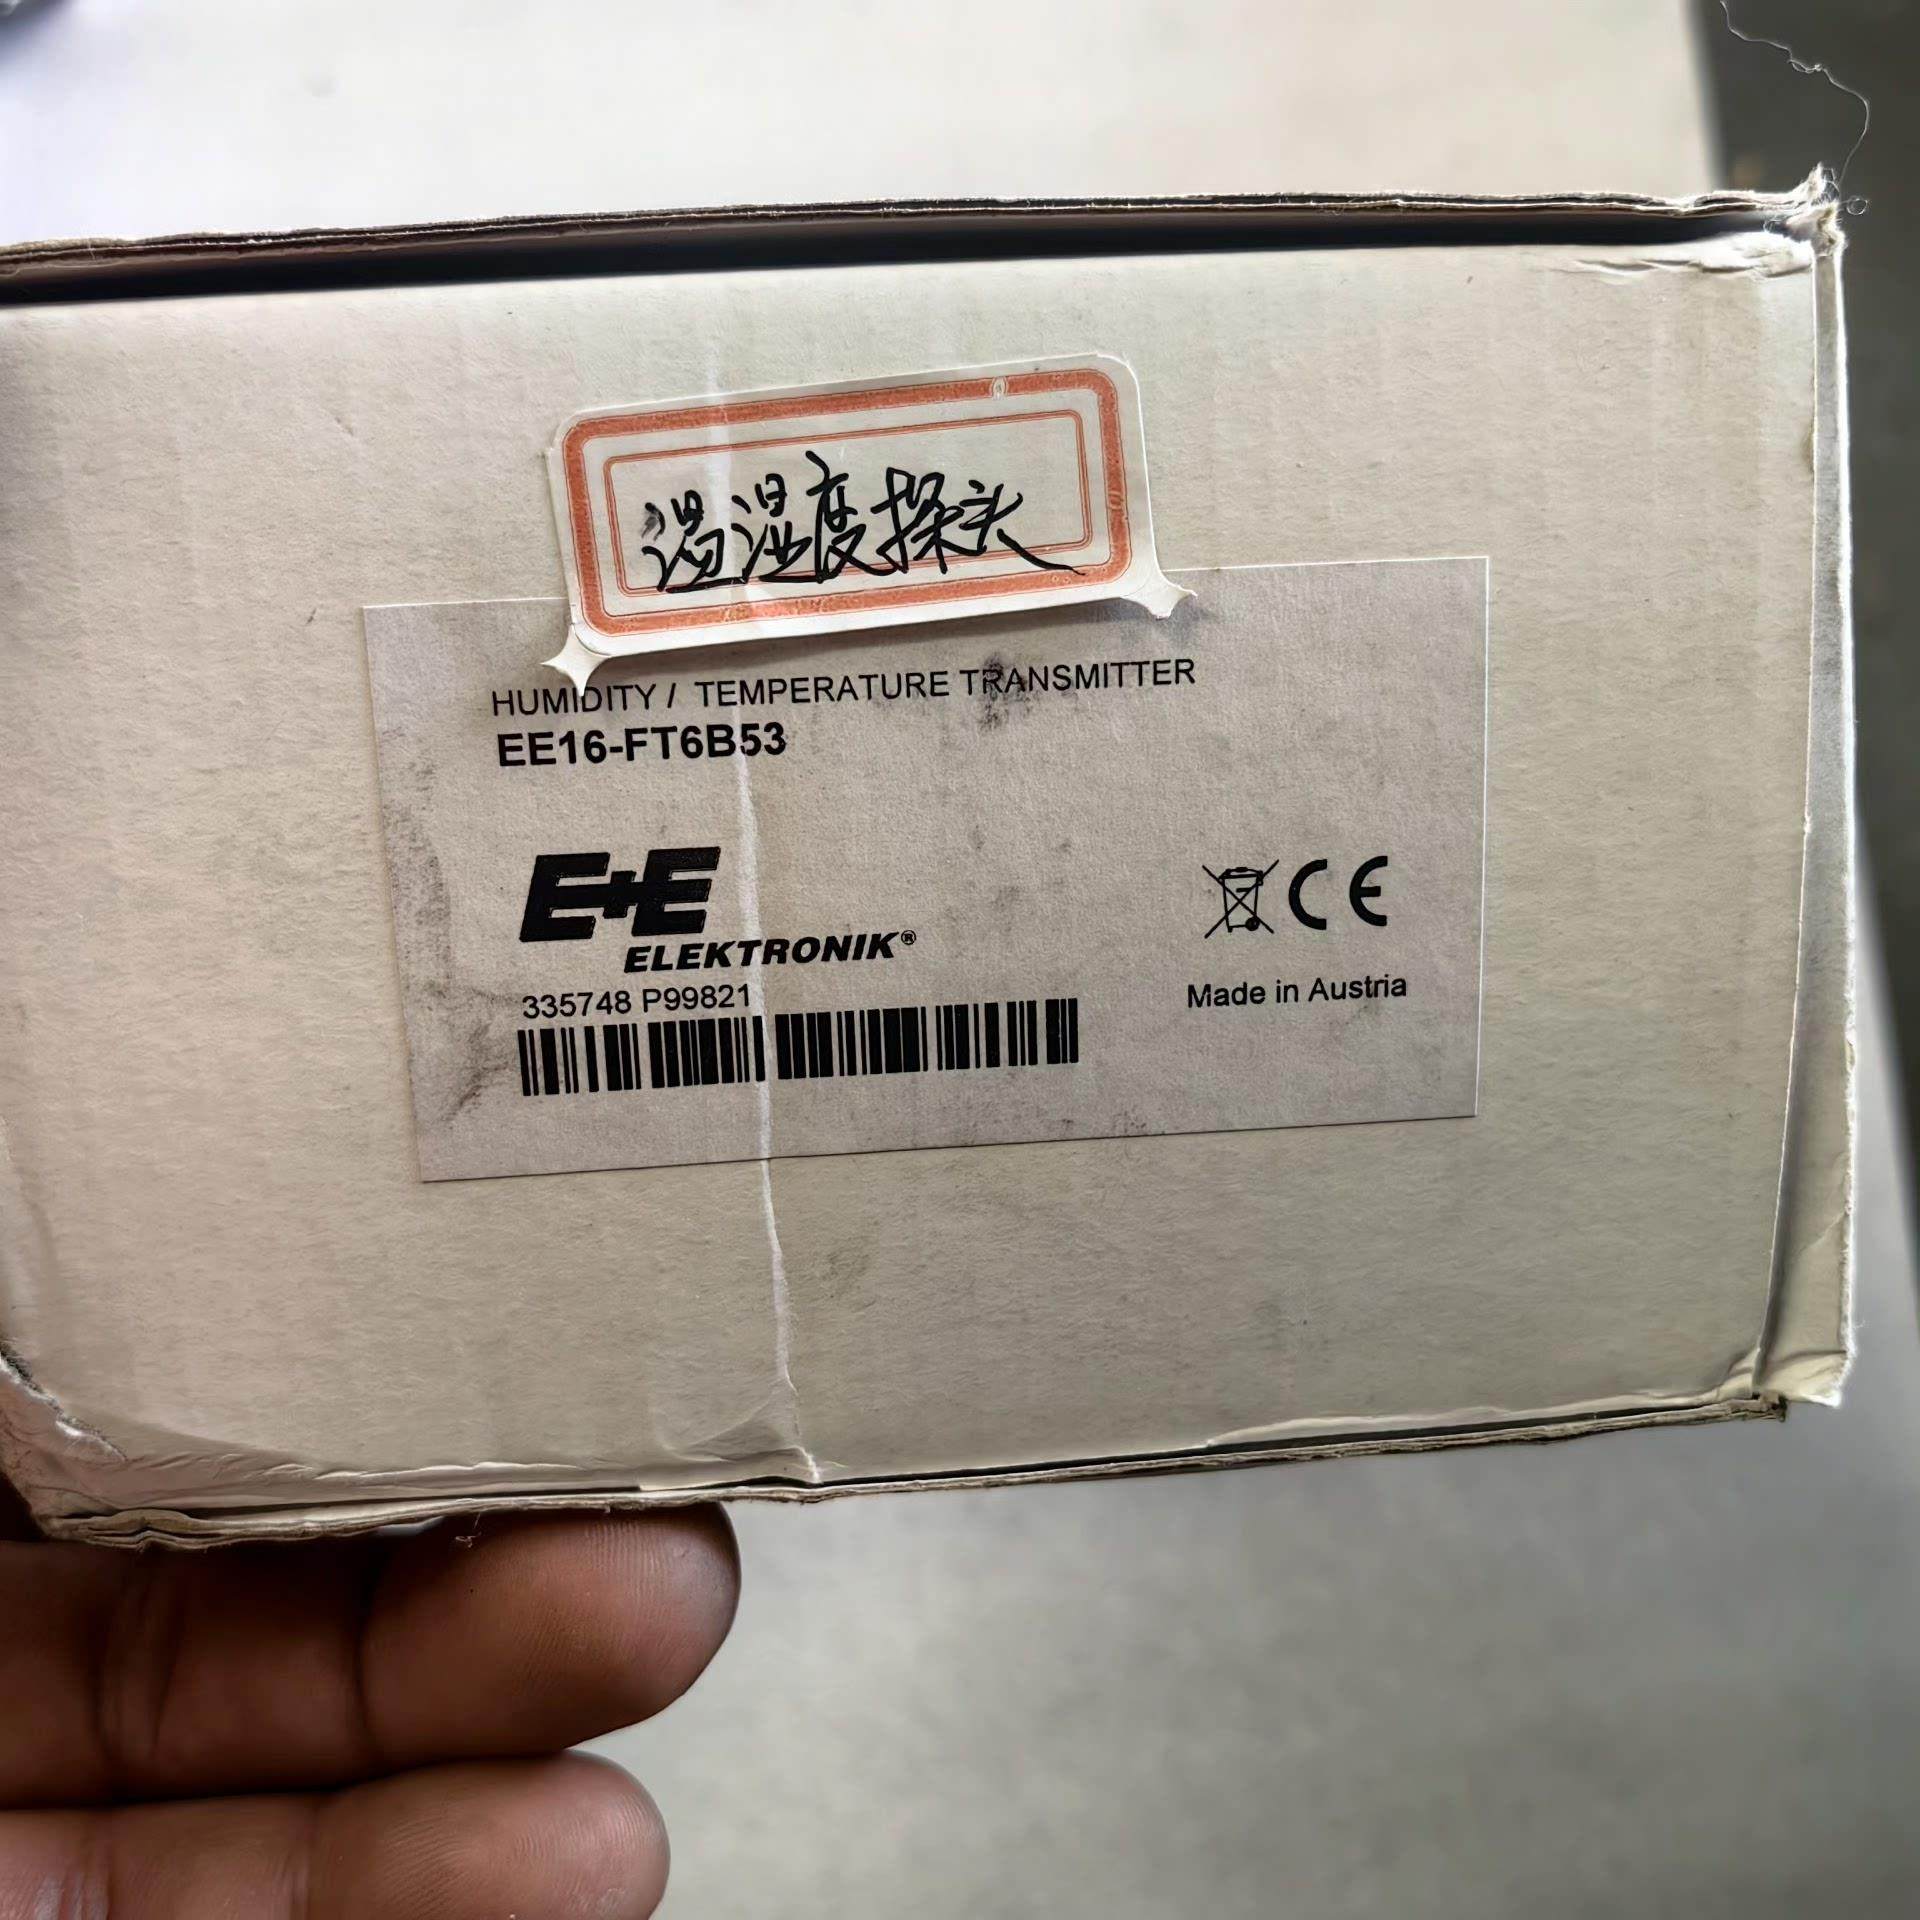 温湿度探头
HUMIDITY / TEMPERATURE TRANSMITTER
EE16-FT6B53
E+E
ELEKTRONIK®
CE
335748 P99821
Made in Austria